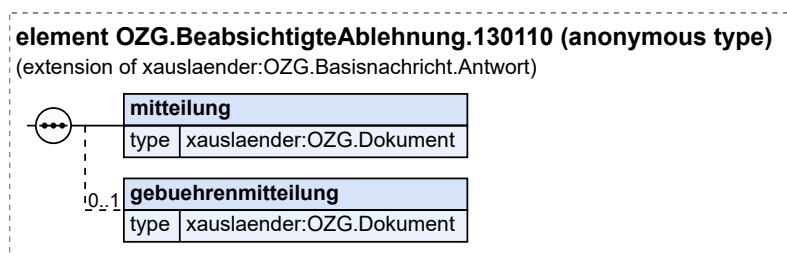 element OZG.BeabsichtigteAblehnung.130110 (anonymous type)
(extension of xauslaender:OZG.Basisnachricht.Antwort)
mitteilung
type xauslaender:OZG.Dokument
0..1 gebuehrenmitteilung
type xauslaender:OZG.Dokument